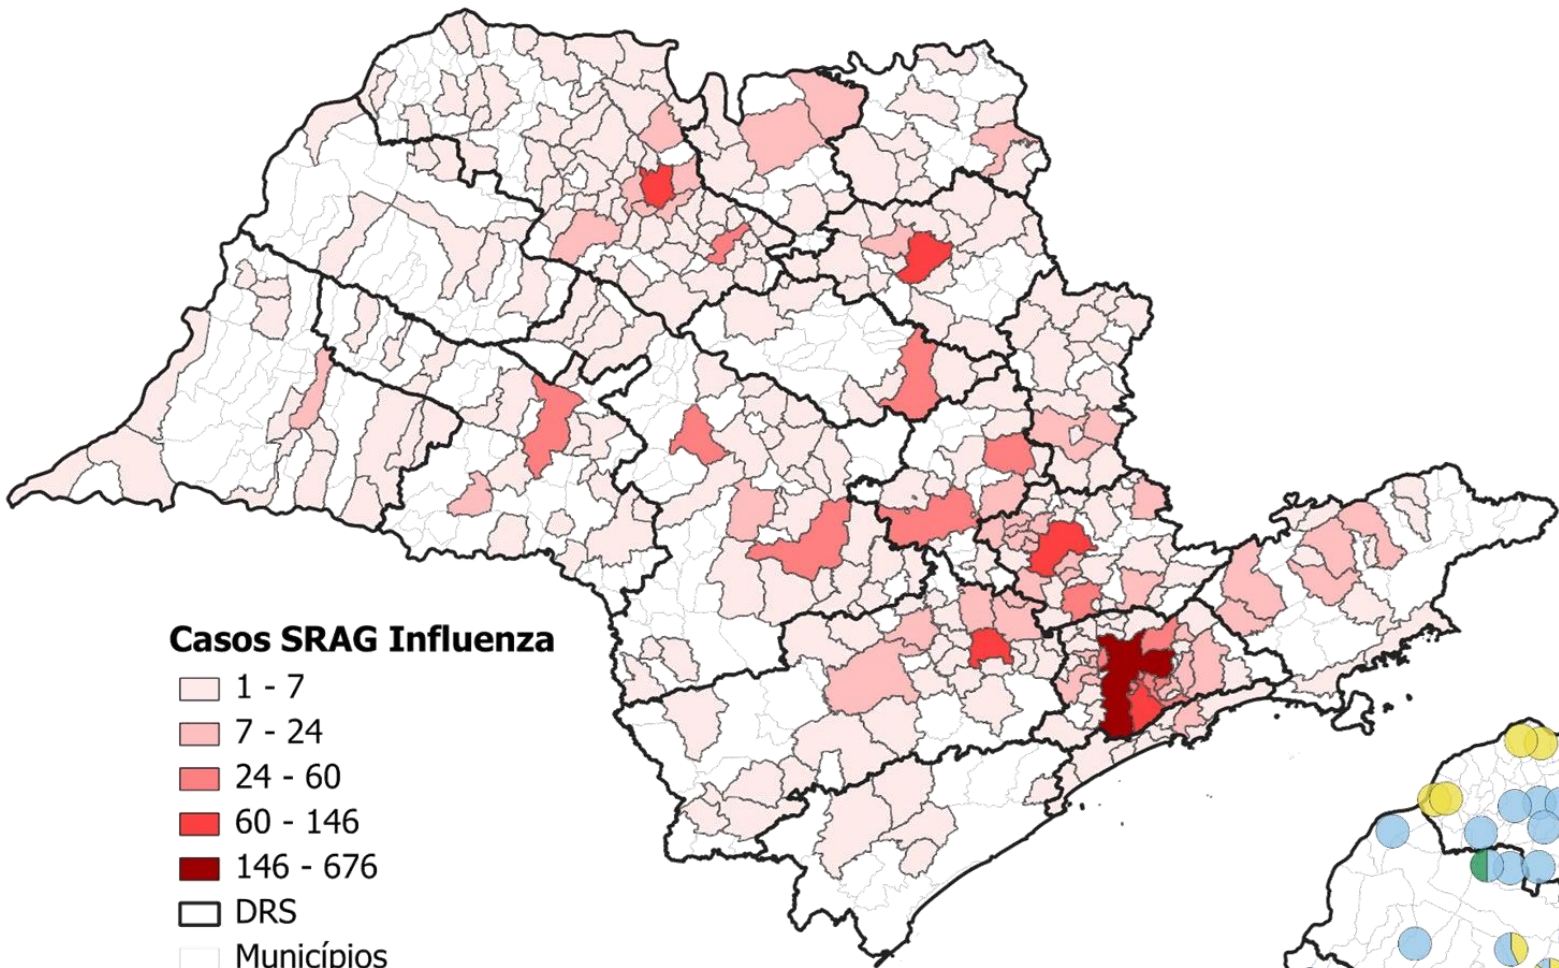 Casos SRAG Influenza
1 - 7
7 - 24
24 - 60
60 - 146
146 - 676
DRS
Municípios